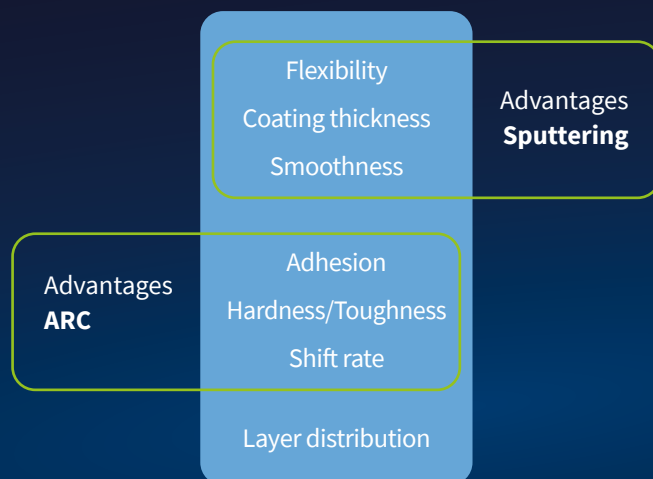 Flexibility
Coating thickness
Smoothness
Advantages
Sputtering
Advantages
ARC
Adhesion
Hardness/Toughness
Shift rate
Layer distribution